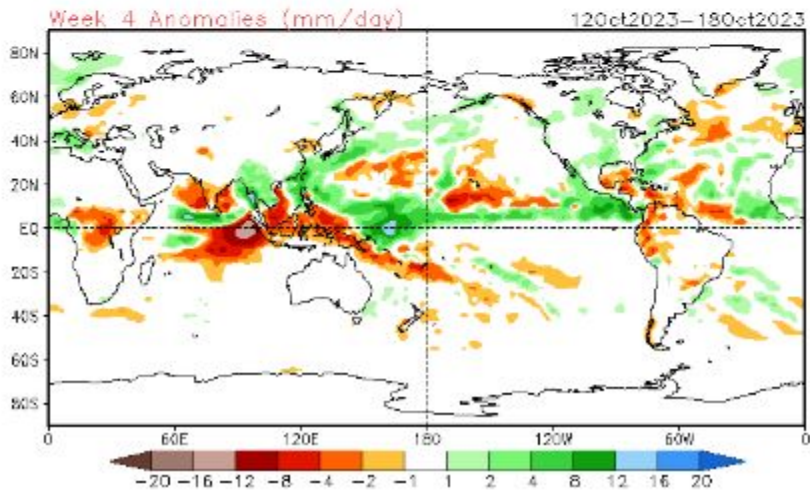 Week 4 Anomalies (mm/day) 12Oct2023-18Oct2023
80N
60N
40N
20N
EQ
20S
40S
60S
80S
0 60E 120E 180 120W 60W 0
-20 -16 -12 -8 -4 -2 -1 1 2 4 8 12 16 20